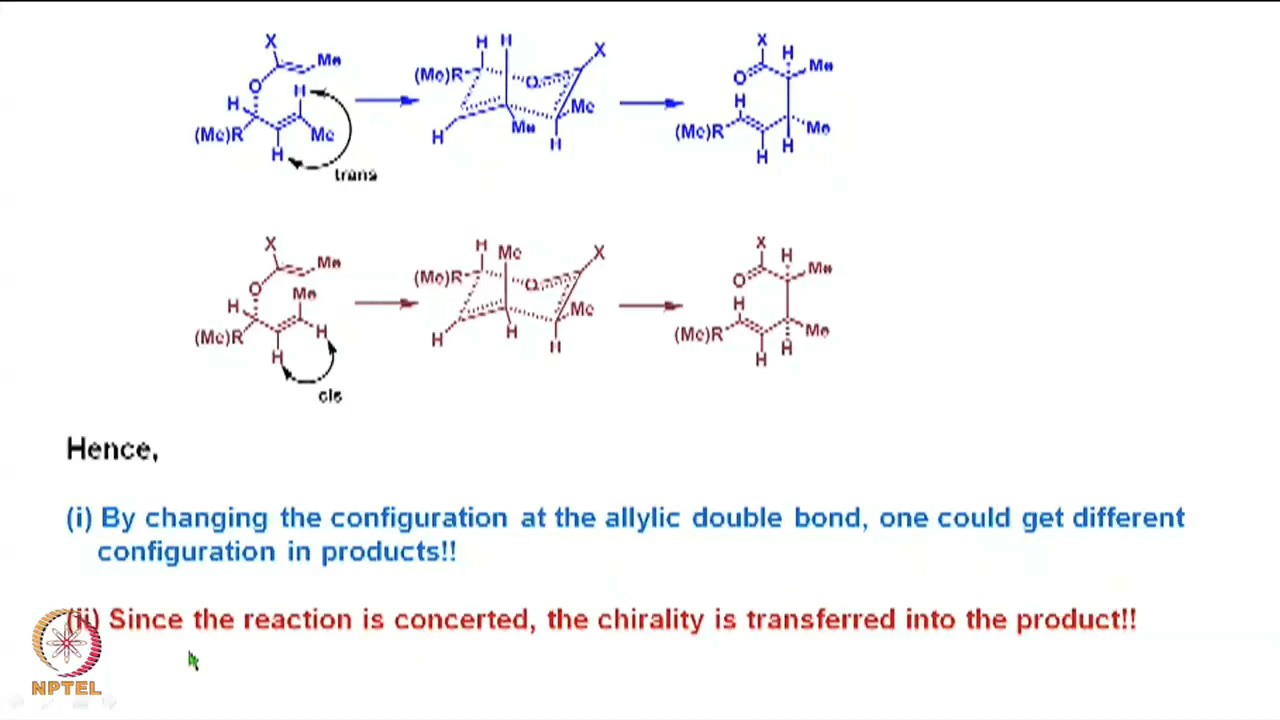 X
H H
X
X
H
Me
(Me)R
O
O
Me
O
H
H
H
Me
(Me)R
Me
H
Me
(Me)R
Me
H
H
H
H
trans
X
H Me
X
X
H
Me
(Me)R
O
O
Me
O
H
Me
H
Me
(Me)R
H
H
H
H
(Me)R
Me
H
H
H
cis
Hence,
(i) By changing the configuration at the allylic double bond, one could get different
configuration in products!!
(ii) Since the reaction is concerted, the chirality is transferred into the product!!
NPTEL